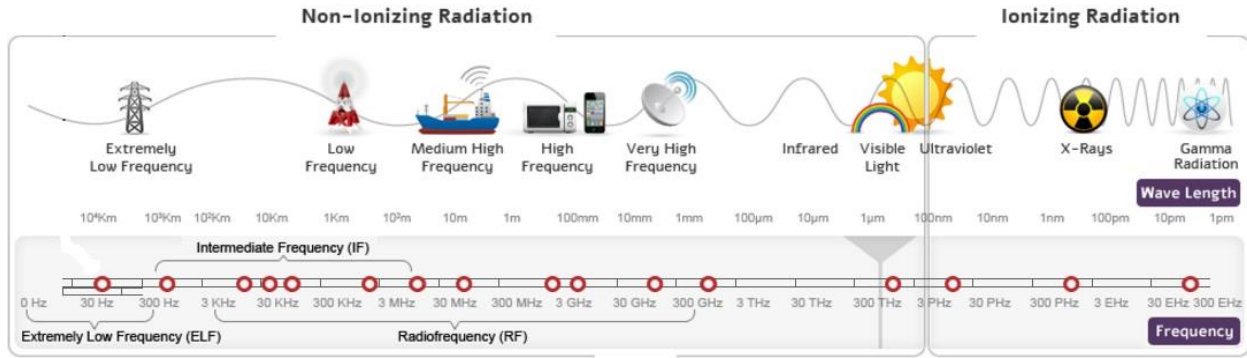 Non-Ionizing Radiation
Ionizing Radiation
Extremely
Low Frequency
Low
Frequency
Medium High
Frequency
High
Frequency
Very High
Frequency
Infrared
Visible
Light
Ultraviolet
X-Rays
Gamma
Radiation
Wave Length
10⁴Km 10³Km 10²Km 10Km 1Km 10²m 10m 1m 100mm 10mm 1mm 100µm 10µm 1µm 100nm 10nm 1nm 100pm 10pm 1pm
Intermediate Frequency (IF)
0 Hz 30 Hz 300 Hz 3 KHz 30 KHz 300 KHz 3 MHz 30 MHz 300 MHz 3 GHz 30 GHz 300 GHz 3 THz 30 THz 300 THz 3 PHz 30 PHz 300 PHz 3 EHz 30 EHz 300 EHz
Extremely Low Frequency (ELF)
Radiofrequency (RF)
Frequency